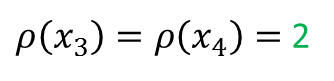 𝜌(𝑥₃) = 𝜌(𝑥₄) = 2